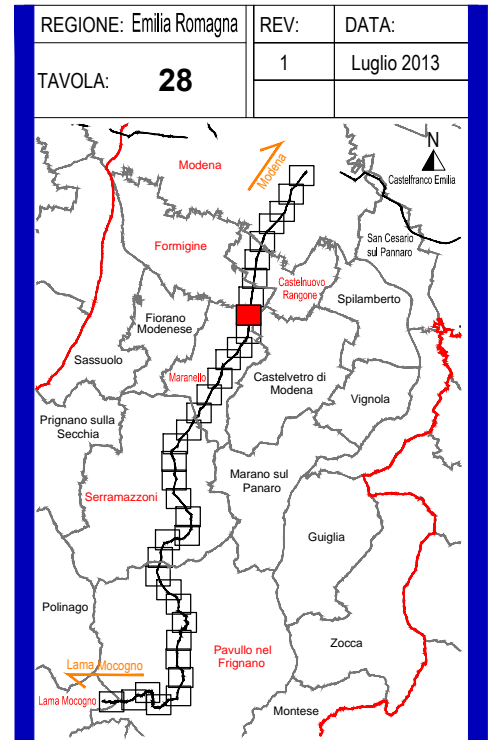 REGIONE: Emilia Romagna
REV:
DATA:
TAVOLA: 28
1
Luglio 2013
N
Modena
Modena
Castelfranco Emilia
San Cesario
sul Pannaro
Formigine
Castelnuovo
Rangone
Spilamberto
Fiorano
Modenese
Sassuolo
Maranello
Castelvetro di
Modena
Vignola
Prignano sulla
Secchia
Marano sul
Panaro
Serramazzoni
Guiglia
Polinago
Zocca
Pavullo nel
Frignano
Lama Mocogno
Lama Mocogno
Montese